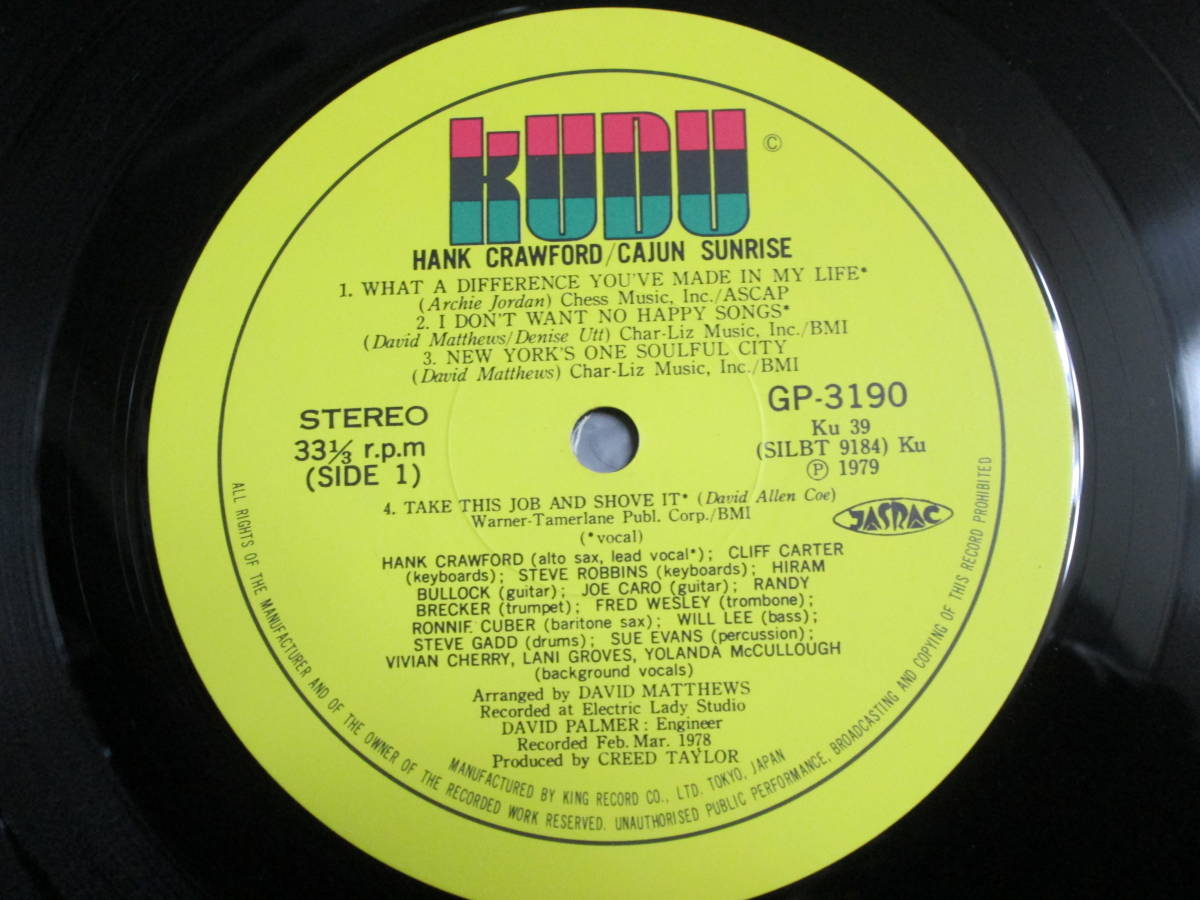 KUDU ©
HANK CRAWFORD/CAJUN SUNRISE
1. WHAT A DIFFERENCE YOU'VE MADE IN MY LIFE*
(Archie Jordan) Chess Music, Inc./ASCAP
2. I DON'T WANT NO HAPPY SONGS*
(David Matthews/Denise Utt) Char-Liz Music, Inc./BMI
3. NEW YORK'S ONE SOULFUL CITY
(David Matthews) Char-Liz Music, Inc./BMI
STEREO
33⅓ r.p.m
(SIDE 1)
GP-3190
Ku 39
(SILBT 9184) Ku
℗ 1979
4. TAKE THIS JOB AND SHOVE IT* (David Allen Coe)
Warner-Tamerlane Publ. Corp./BMI
(*vocal)
JASRAC
HANK CRAWFORD (alto sax, lead vocal*); CLIFF CARTER
(keyboards); STEVE ROBBINS (keyboards); HIRAM
BULLOCK (guitar); JOE CARO (guitar); RANDY
BRECKER (trumpet); FRED WESLEY (trombone);
RONNIE CUBER (baritone sax); WILL LEE (bass);
STEVE GADD (drums); SUE EVANS (percussion);
VIVIAN CHERRY, LANI GROVES, YOLANDA McCULLOUGH
(background vocals)
Arranged by DAVID MATTHEWS
Recorded at Electric Lady Studio
DAVID PALMER : Engineer
Recorded Feb. Mar. 1978
Produced by CREED TAYLOR
MANUFACTURED BY KING RECORD CO., LTD. TOKYO, JAPAN
ALL RIGHTS OF THE MANUFACTURER AND OF THE OWNER OF THE RECORDED WORK RESERVED. UNAUTHORISED PUBLIC PERFORMANCE, BROADCASTING AND COPYING OF THIS RECORD PROHIBITED